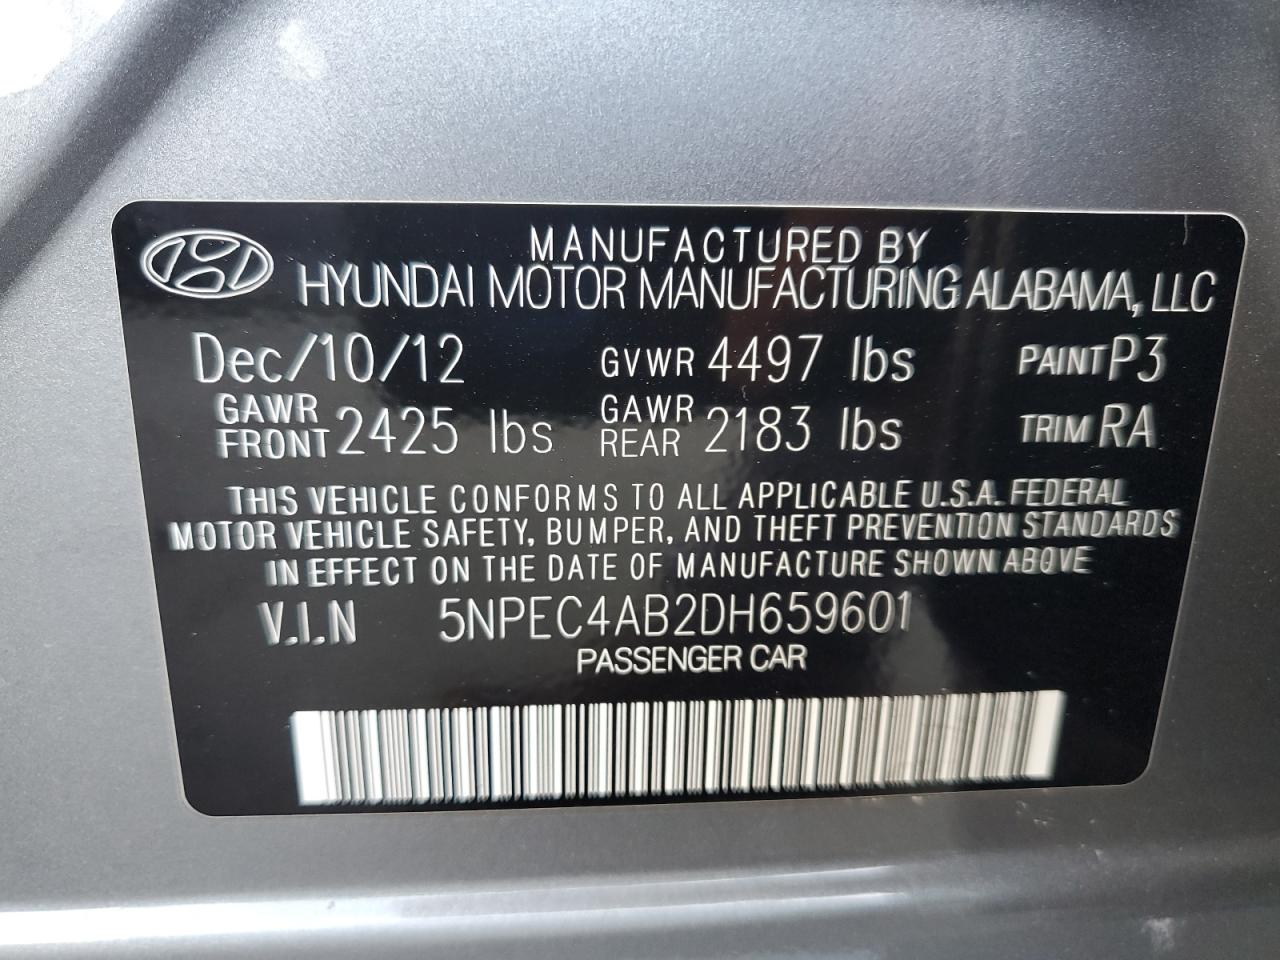 MANUFACTURED BY
HYUNDAI MOTOR MANUFACTURING ALABAMA, LLC
Dec/10/12 GVWR 4497 lbs PAINT P3
GAWR FRONT 2425 lbs GAWR REAR 2183 lbs TRIM RA
THIS VEHICLE CONFORMS TO ALL APPLICABLE U.S.A. FEDERAL
MOTOR VEHICLE SAFETY, BUMPER, AND THEFT PREVENTION STANDARDS
IN EFFECT ON THE DATE OF MANUFACTURE SHOWN ABOVE
V.I.N 5NPEC4AB2DH659601
PASSENGER CAR